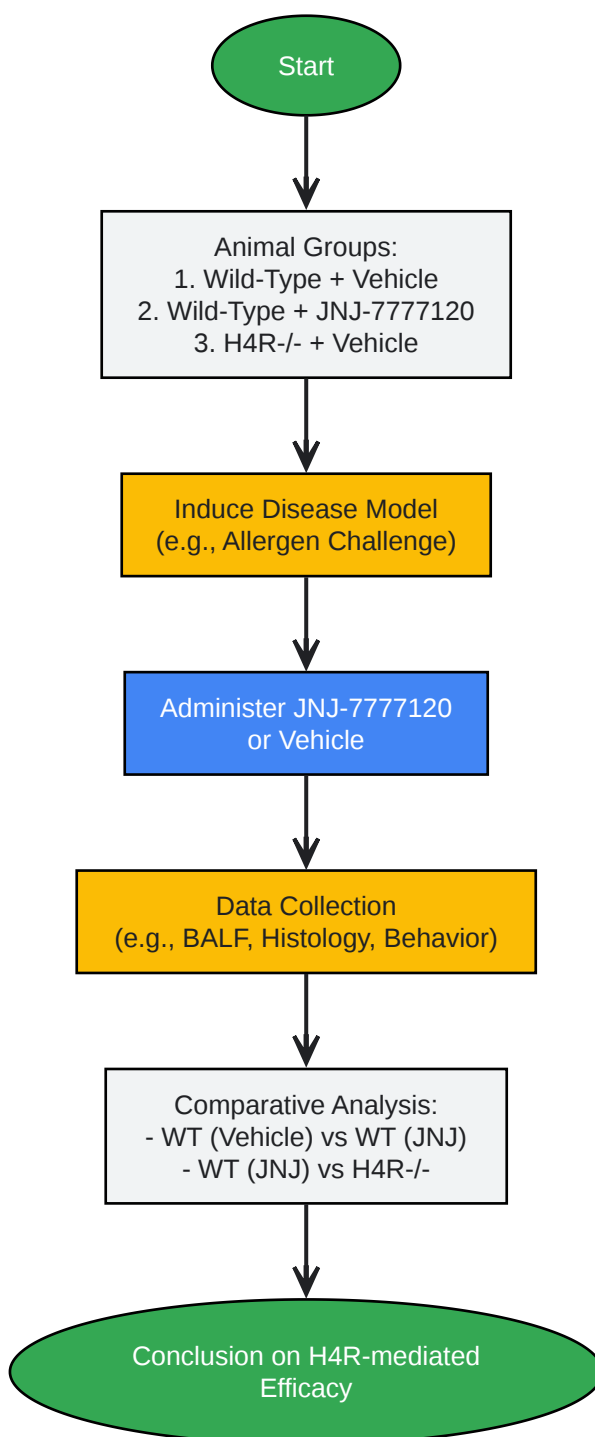 Start
Animal Groups:
1. Wild-Type + Vehicle
2. Wild-Type + JNJ-7777120
3. H4R-/- + Vehicle
Induce Disease Model
(e.g., Allergen Challenge)
Administer JNJ-7777120
or Vehicle
Data Collection
(e.g., BALF, Histology, Behavior)
Comparative Analysis:
- WT (Vehicle) vs WT (JNJ)
- WT (JNJ) vs H4R-/-
Conclusion on H4R-mediated
Efficacy